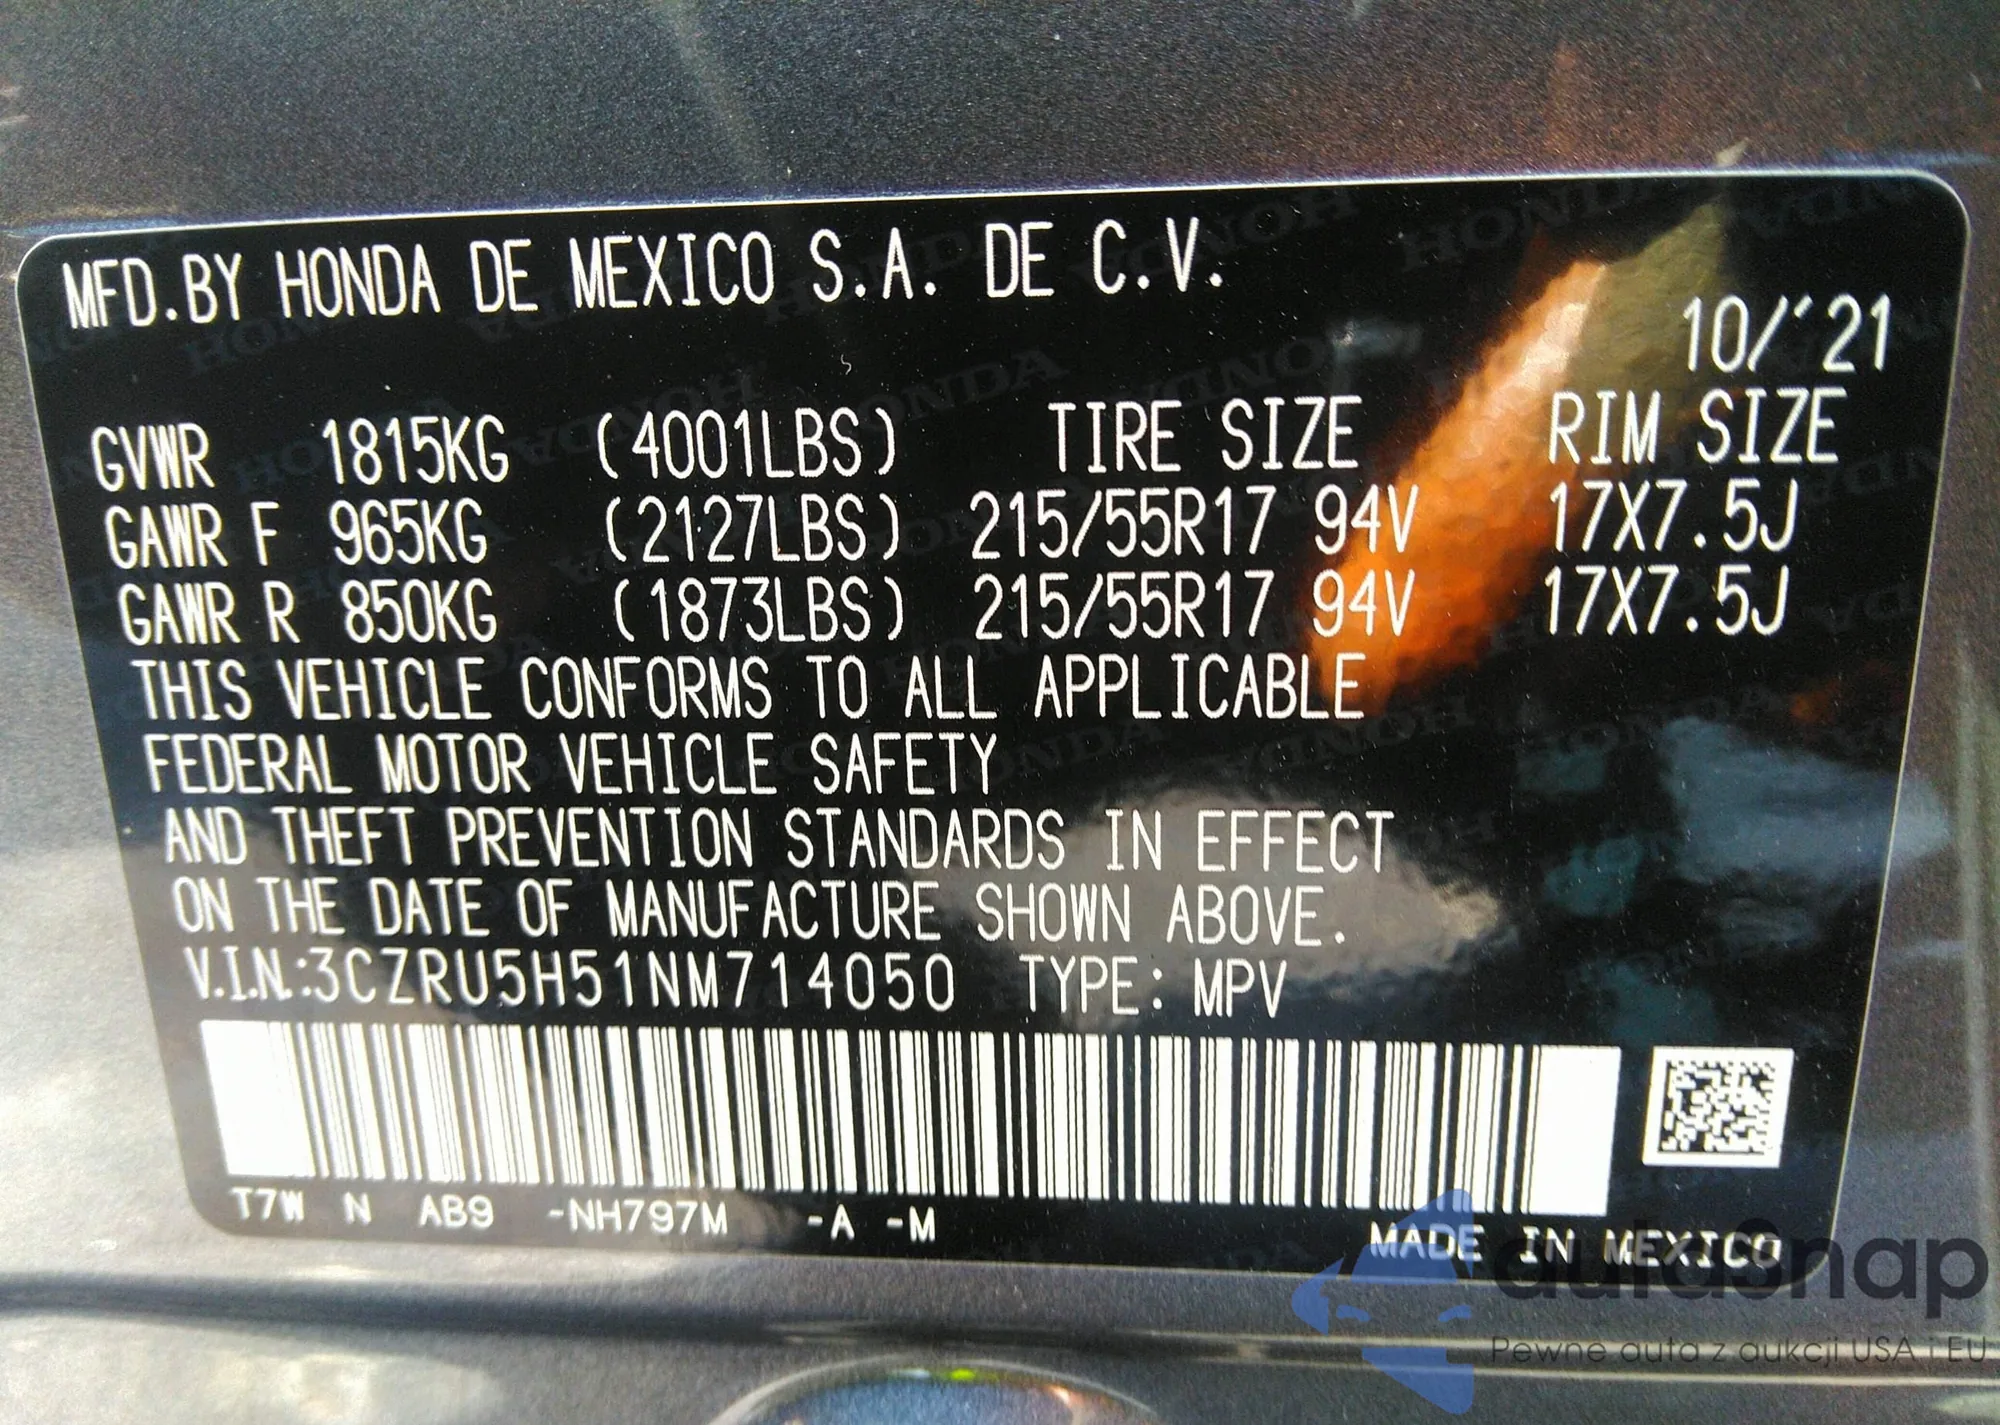 MFD.BY HONDA DE MEXICO S.A. DE C.V.
10/'21
GVWR 1815KG (4001LBS) TIRE SIZE RIM SIZE
GAWR F 965KG (2127LBS) 215/55R17 94V 17X7.5J
GAWR R 850KG (1873LBS) 215/55R17 94V 17X7.5J
THIS VEHICLE CONFORMS TO ALL APPLICABLE
FEDERAL MOTOR VEHICLE SAFETY
AND THEFT PREVENTION STANDARDS IN EFFECT
ON THE DATE OF MANUFACTURE SHOWN ABOVE.
V.I.N.:3CZRU5H51NM714050 TYPE: MPV
T7W N AB9 -NH797M -A -M
MADE IN MEXICO
autasnap
Pewne auta z aukcji USA i EU